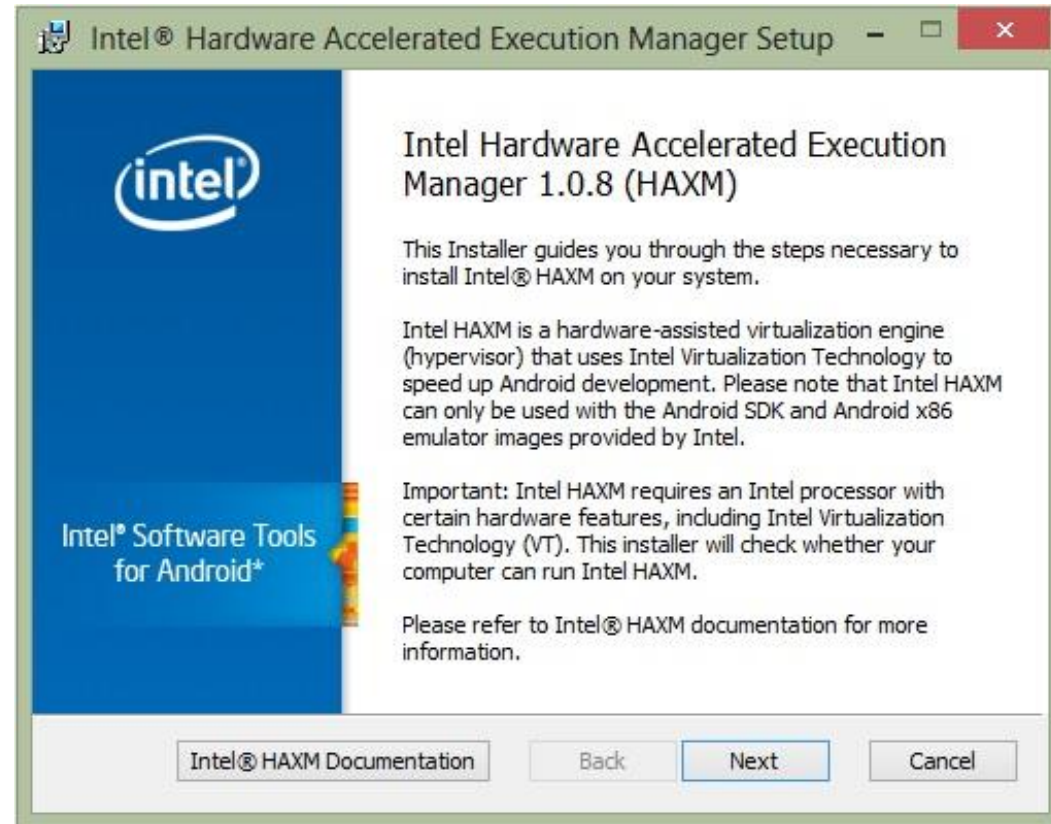 Intel® Hardware Accelerated Execution Manager Setup
intel®
Intel® Software Tools
for Android*
Intel Hardware Accelerated Execution
Manager 1.0.8 (HAXM)
This Installer guides you through the steps necessary to
install Intel® HAXM on your system.
Intel HAXM is a hardware-assisted virtualization engine
(hypervisor) that uses Intel Virtualization Technology to
speed up Android development. Please note that Intel HAXM
can only be used with the Android SDK and Android x86
emulator images provided by Intel.
Important: Intel HAXM requires an Intel processor with
certain hardware features, including Intel Virtualization
Technology (VT). This installer will check whether your
computer can run Intel HAXM.
Please refer to Intel® HAXM documentation for more
information.
Intel® HAXM Documentation Back Next Cancel